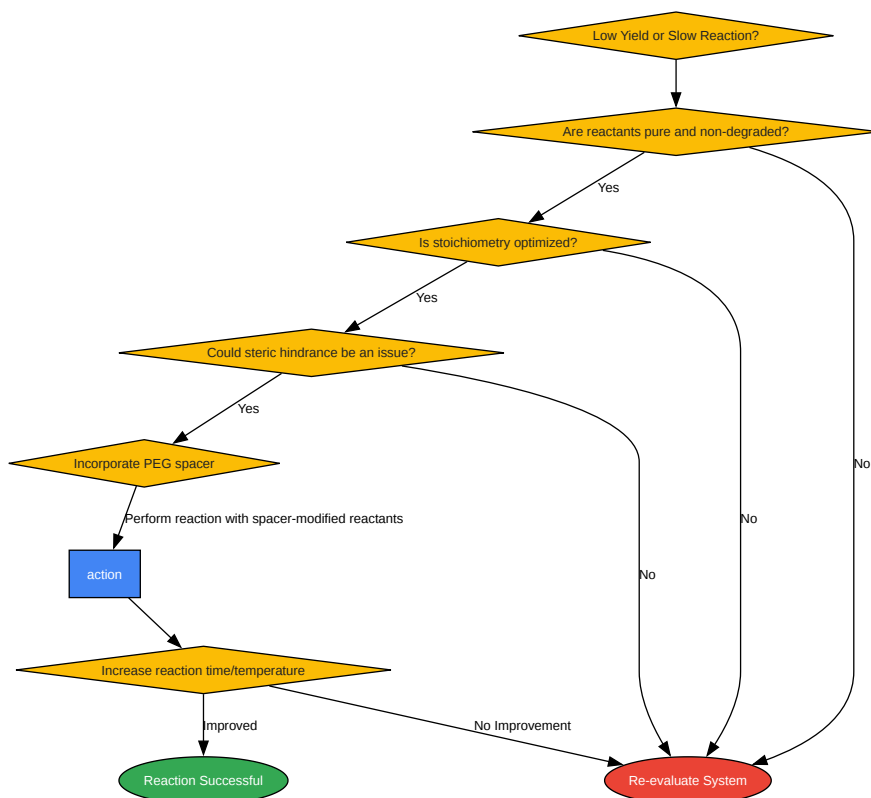 Low Yield or Slow Reaction?
Are reactants pure and non-degraded?
Yes
Is stoichiometry optimized?
Yes
Could steric hindrance be an issue?
Yes
Incorporate PEG spacer
No
Perform reaction with spacer-modified reactants
No
action
No
Increase reaction time/temperature
Improved
No Improvement
Reaction Successful
Re-evaluate System